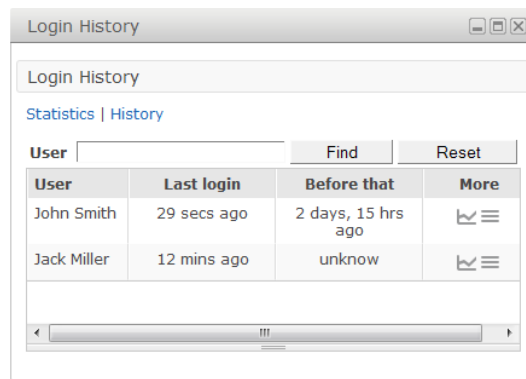 Login History
Login History
Statistics | History
User Find Reset
User Last login Before that More
John Smith 29 secs ago 2 days, 15 hrs
ago
Jack Miller 12 mins ago unknow